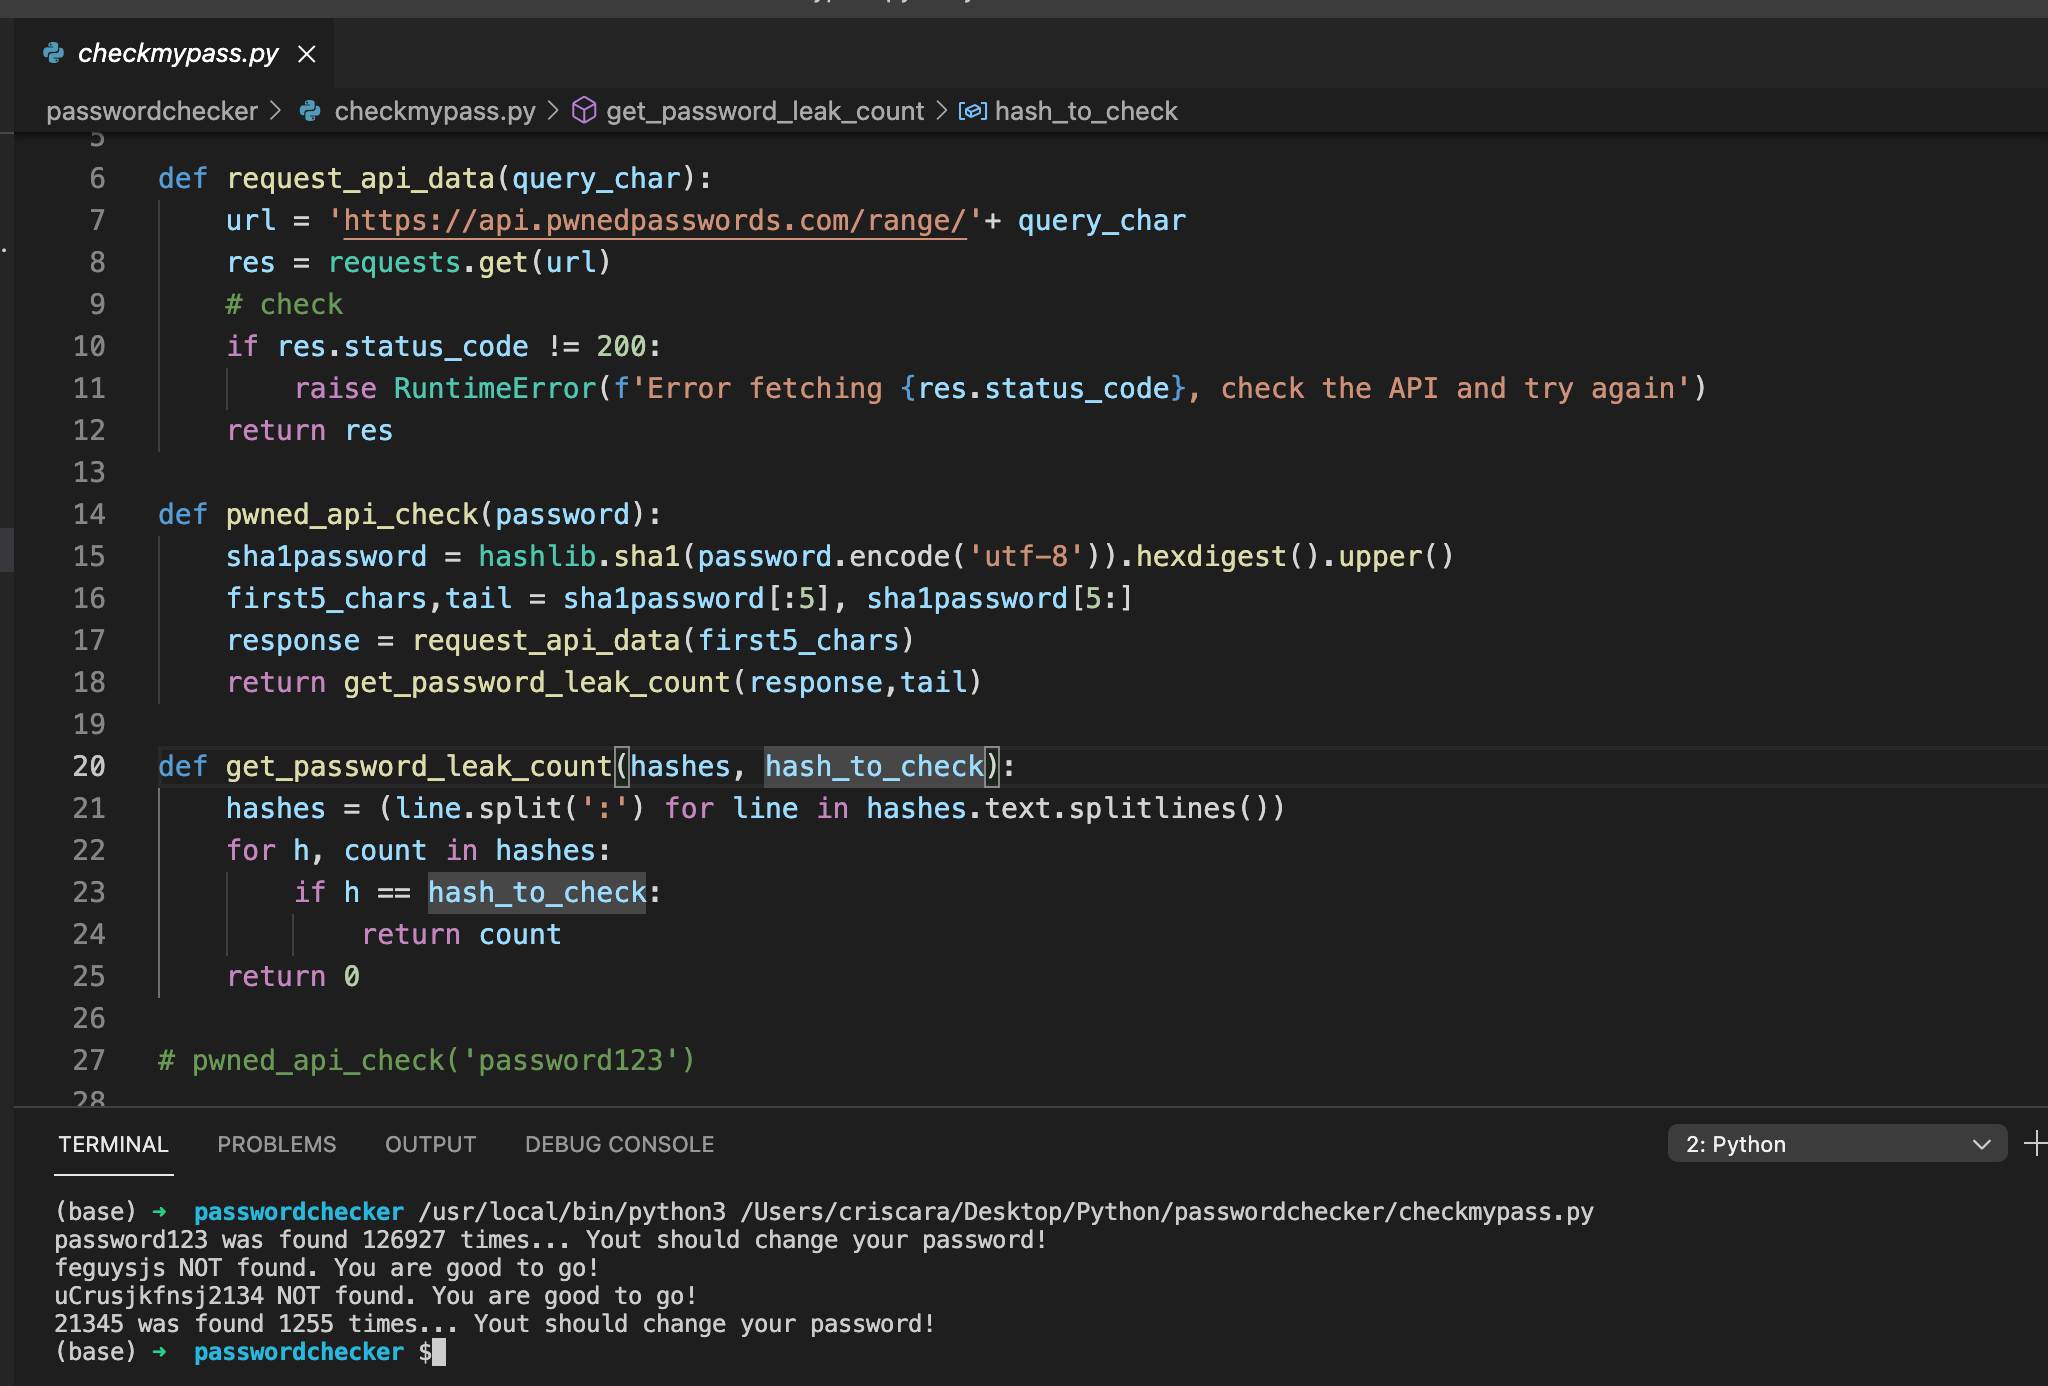 checkmypass.py
passwordchecker > checkmypass.py > get_password_leak_count > hash_to_check
5
6 def request_api_data(query_char):
7     url = 'https://api.pwnedpasswords.com/range/'+ query_char
8     res = requests.get(url)
9     # check
10     if res.status_code != 200:
11         raise RuntimeError(f'Error fetching {res.status_code}, check the API and try again')
12     return res
13
14 def pwned_api_check(password):
15     sha1password = hashlib.sha1(password.encode('utf-8')).hexdigest().upper()
16     first5_chars,tail = sha1password[:5], sha1password[5:]
17     response = request_api_data(first5_chars)
18     return get_password_leak_count(response,tail)
19
20 def get_password_leak_count(hashes, hash_to_check):
21     hashes = (line.split(':') for line in hashes.text.splitlines())
22     for h, count in hashes:
23         if h == hash_to_check:
24             return count
25     return 0
26
27 # pwned_api_check('password123')
28
TERMINAL PROBLEMS OUTPUT DEBUG CONSOLE 2: Python
(base) ➜ passwordchecker /usr/local/bin/python3 /Users/criscara/Desktop/Python/passwordchecker/checkmypass.py
password123 was found 126927 times... Yout should change your password!
feguysjs NOT found. You are good to go!
uCrusjkfnsj2134 NOT found. You are good to go!
21345 was found 1255 times... Yout should change your password!
(base) ➜ passwordchecker $